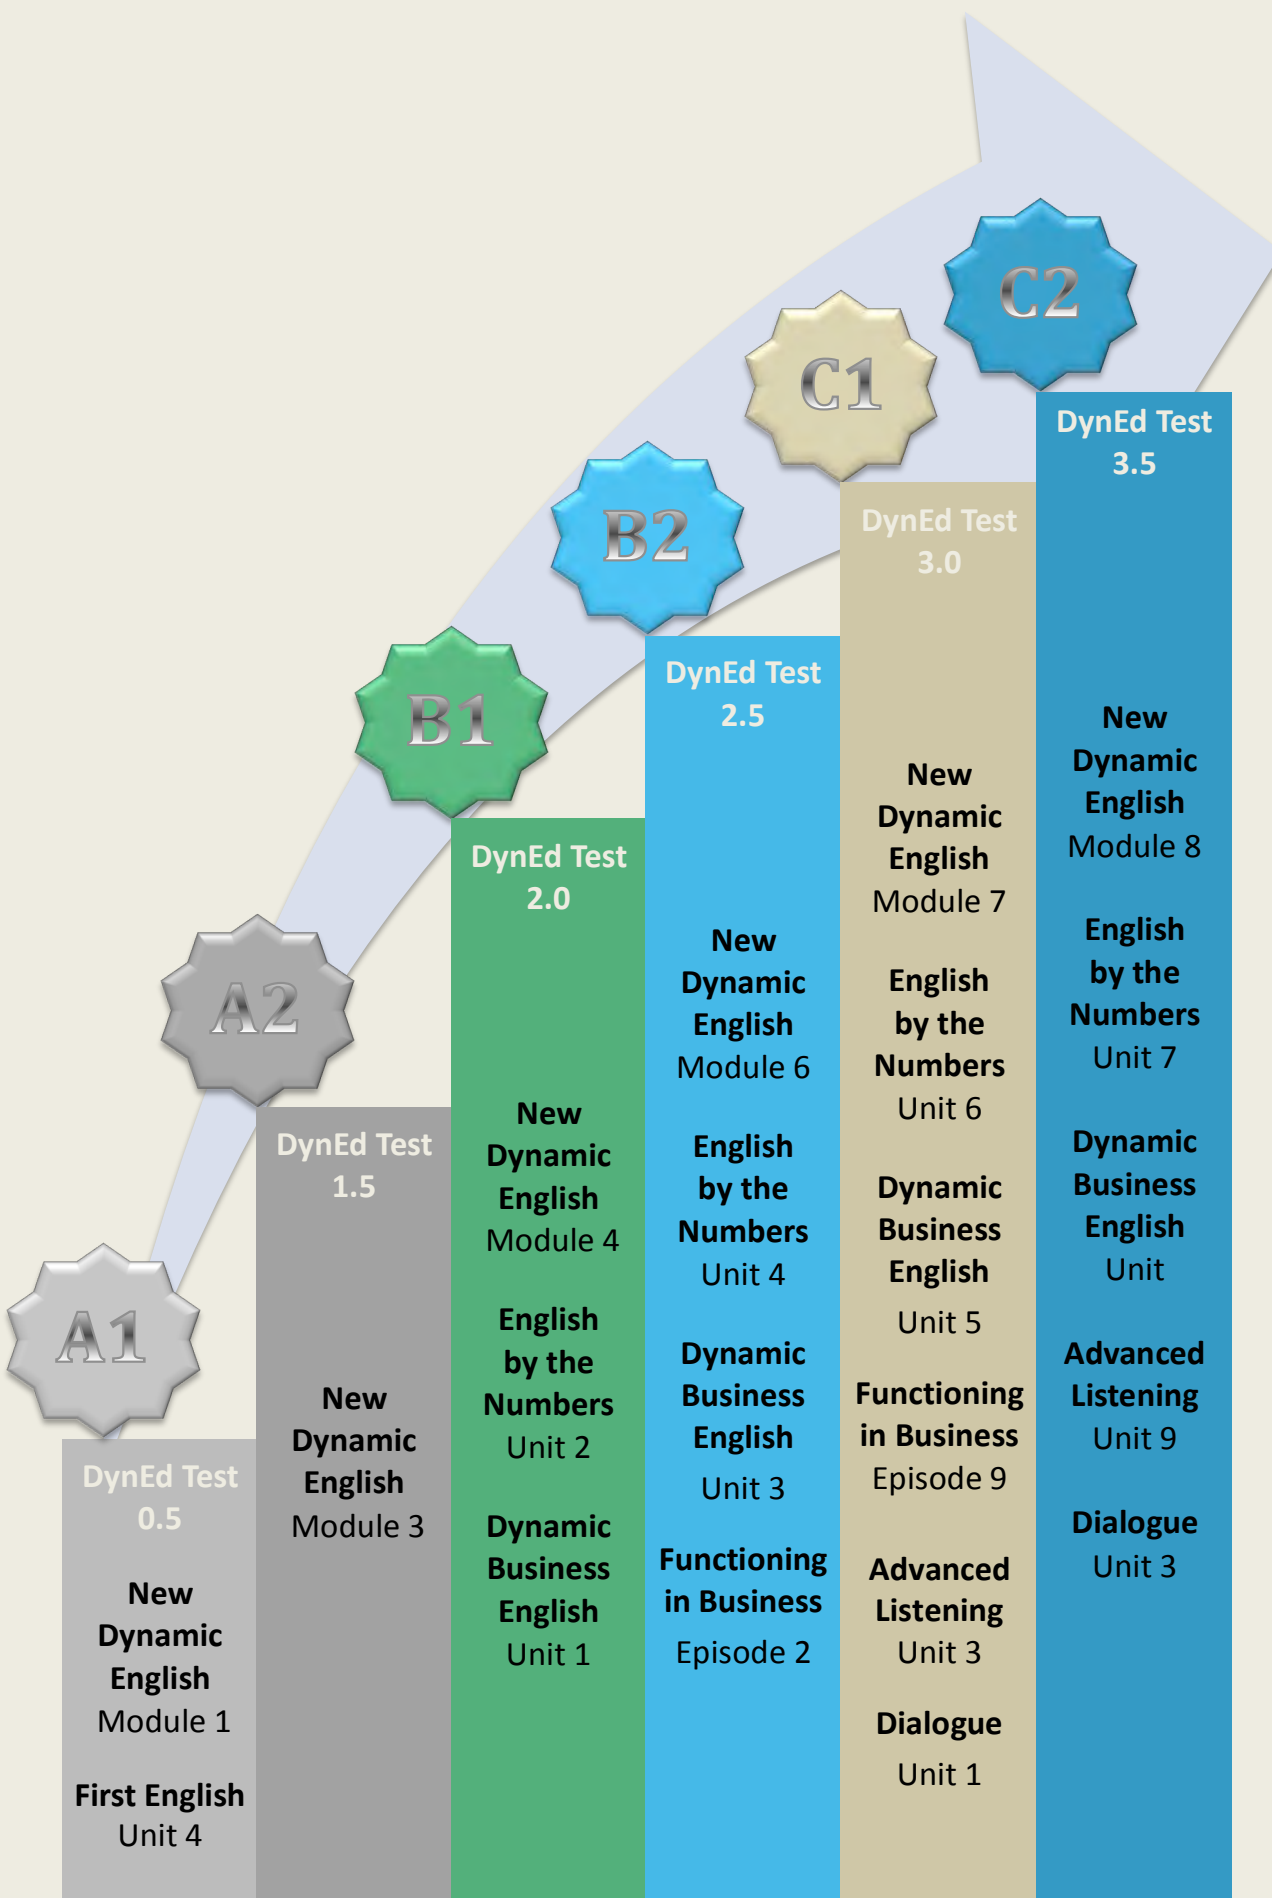 A1
DynEd Test
0.5
New
Dynamic
English
Module 1
First English
Unit 4
A2
DynEd Test
1.5
New
Dynamic
English
Module 3
B1
DynEd Test
2.0
New
Dynamic
English
Module 4
English
by the
Numbers
Unit 2
Dynamic
Business
English
Unit 1
B2
DynEd Test
2.5
New
Dynamic
English
Module 6
English
by the
Numbers
Unit 4
Dynamic
Business
English
Unit 3
Functioning
in Business
Episode 2
C1
DynEd Test
3.0
New
Dynamic
English
Module 7
English
by the
Numbers
Unit 6
Dynamic
Business
English
Unit 5
Functioning
in Business
Episode 9
Advanced
Listening
Unit 3
Dialogue
Unit 1
C2
DynEd Test
3.5
New
Dynamic
English
Module 8
English
by the
Numbers
Unit 7
Dynamic
Business
English
Unit
Advanced
Listening
Unit 9
Dialogue
Unit 3